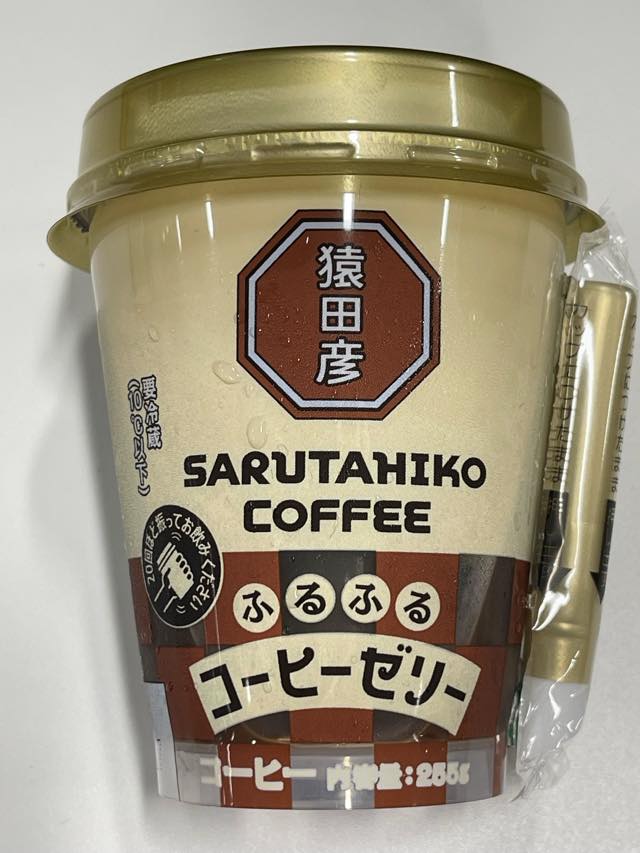 猿田彦
SARUTAHIKO
COFFEE
要冷蔵
(10℃以下)
20回ほど振ってお飲みください
ふるふる
コーヒーゼリー
コーヒー 内容量:255g